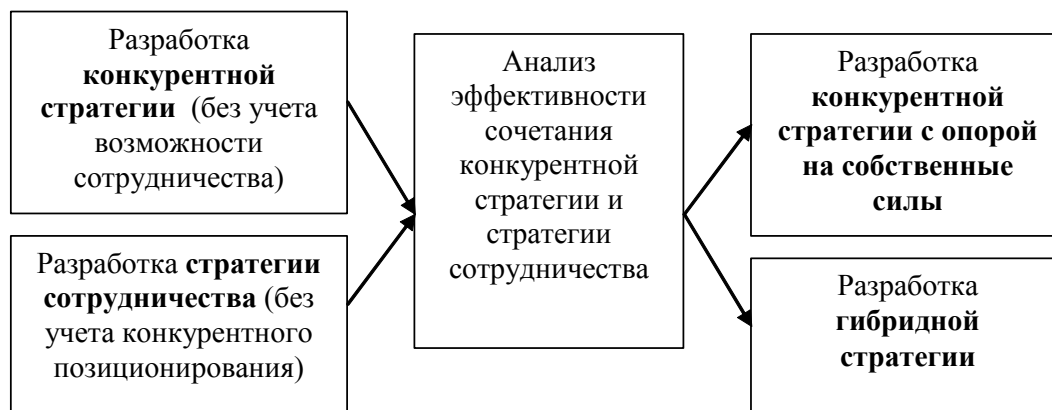 Разработка
конкурентной
стратегии (без учета
возможности
сотрудничества)
Разработка стратегии
сотрудничества (без
учета конкурентного
позиционирования)
Анализ
эффективности
сочетания
конкурентной
стратегии и
стратегии
сотрудничества
Разработка
конкурентной
стратегии с опорой
на собственные
силы
Разработка
гибридной
стратегии